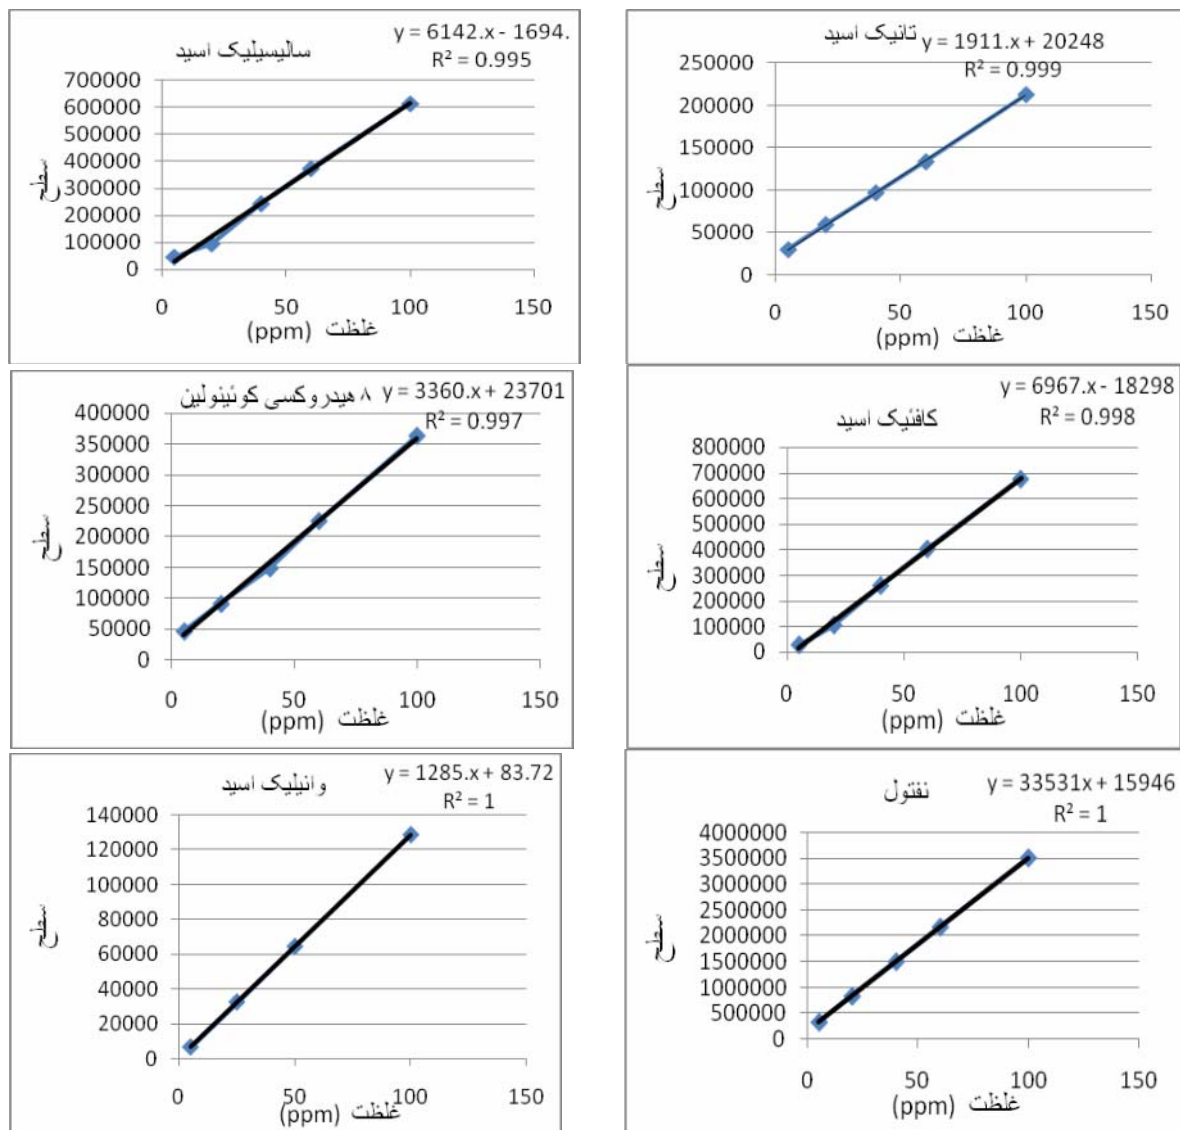 سالیسیلیک اسید
y = 6142.x - 1694.
R² = 0.995
700000
600000
500000
400000
300000
200000
100000
0
0 50 100 150
سطح
غلظت (ppm)
تانیک اسید
y = 1911.x + 20248
R² = 0.999
250000
200000
150000
100000
50000
0
0 50 100 150
سطح
غلظت (ppm)
۸ هیدروکسی کوئینولین
y = 3360.x + 23701
R² = 0.997
400000
350000
300000
250000
200000
150000
100000
50000
0
0 50 100 150
سطح
غلظت (ppm)
کافئیک اسید
y = 6967.x - 18298
R² = 0.998
800000
700000
600000
500000
400000
300000
200000
100000
0
0 50 100 150
سطح
غلظت (ppm)
وانیلیک اسید
y = 1285.x + 83.72
R² = 1
140000
120000
100000
80000
60000
40000
20000
0
0 50 100 150
سطح
غلظت (ppm)
نفتول
y = 33531x + 15946
R² = 1
4000000
3500000
3000000
2500000
2000000
1500000
1000000
500000
0
0 50 100 150
سطح
غلظت (ppm)